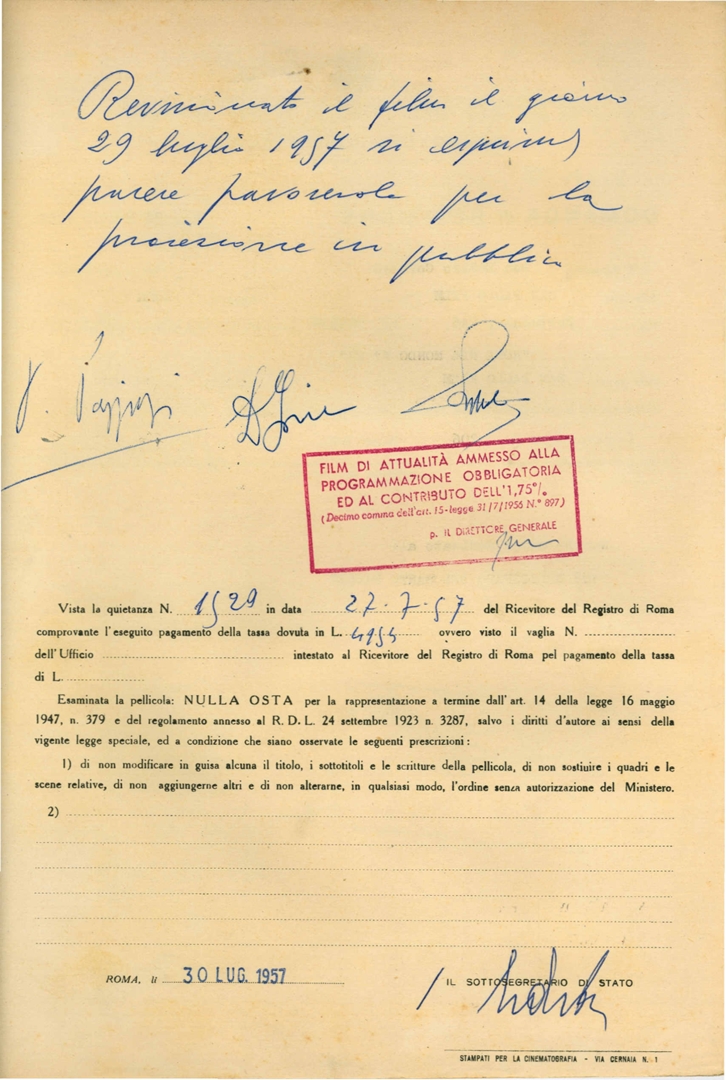 Revisionato il film il giorno
29 luglio 1957 si esprime
parere favorevole per la
proiezione in pubblico
FILM DI ATTUALITÀ AMMESSO ALLA
PROGRAMMAZIONE OBBLIGATORIA
ED AL CONTRIBUTO DELL'1,75%
(Decimo comma dell'art. 15-legge 31/7/1956 N.° 897)
p. IL DIRETTORE GENERALE
Vista la quietanza N. 1529 in data 27.7.57 del Ricevitore del Registro di Roma
comprovante l'eseguito pagamento della tassa dovuta in L. 4954 ovvero visto il vaglia N.
dell'Ufficio intestato al Ricevitore del Registro di Roma pel pagamento della tassa
di L.
Esaminata la pellicola: NULLA OSTA per la rappresentazione a termine dall'art. 14 della legge 16 maggio
1947, n. 379 e del regolamento annesso al R.D.L. 24 settembre 1923 n. 3287, salvo i diritti d'autore ai sensi della
vigente legge speciale, ed a condizione che siano osservate le seguenti prescrizioni:
1) di non modificare in guisa alcuna il titolo, i sottotitoli e le scritture della pellicola, di non sostiuire i quadri e le
scene relative, di non aggiungerne altri e di non alterarne, in qualsiasi modo, l'ordine senza autorizzazione del Ministero.
2)
ROMA, li 30 LUG. 1957
IL SOTTOSEGRETARIO DI STATO
STAMPATI PER LA CINEMATOGRAFIA - VIA CERNAIA N. 1